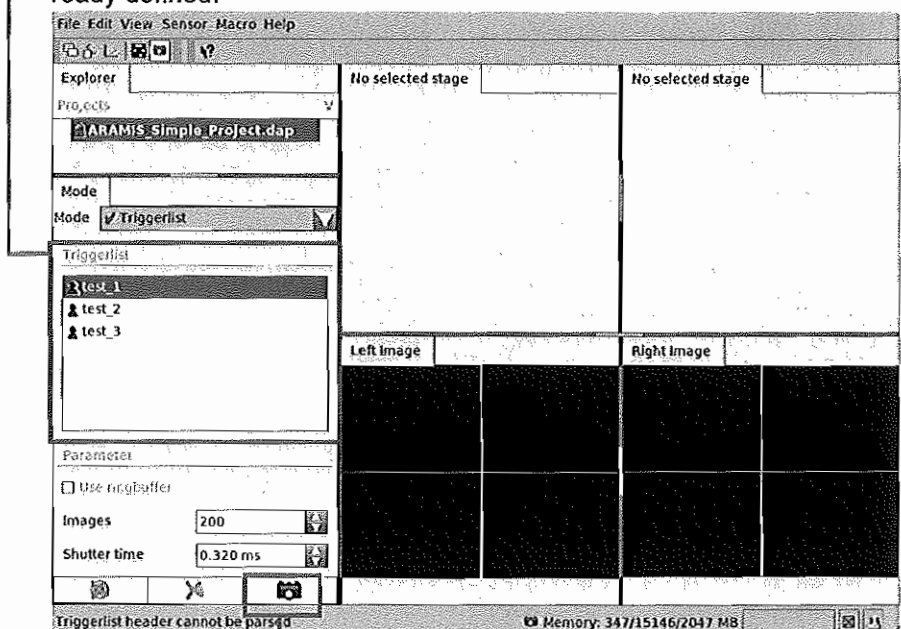 ready defined.
File Edit View Sensor Macro Help
Explorer
No selected stage
No selected stage
Projects
ARAMIS_Simple_Project.dap
Mode
Mode Triggerlist
Triggerlist
test_1
test_2
test_3
Left Image
Right Image
Parameter
Use ringbuffer
Images 200
Shutter time 0.320 ms
Triggerlist header cannot be parsed
Memory: 347/15146/2047 MB